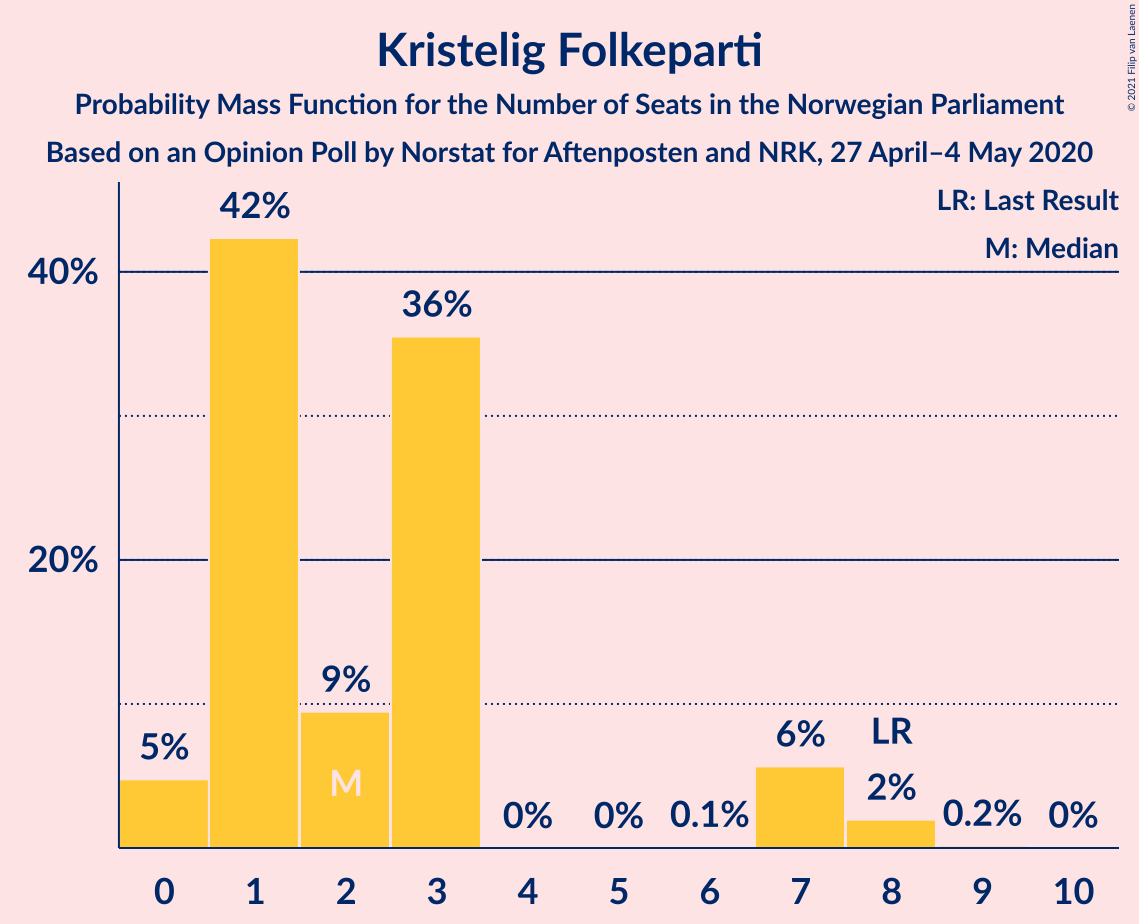 Kristelig Folkeparti
Probability Mass Function for the Number of Seats in the Norwegian Parliament
Based on an Opinion Poll by Norstat for Aftenposten and NRK, 27 April–4 May 2020
© 2021 Filip van Laenen
LR: Last Result
M: Median
42%
40%
36%
20%
9%
5%
M
6%
LR
2%
0%
0%
0.1%
0.2%
0%
0 1 2 3 4 5 6 7 8 9 10